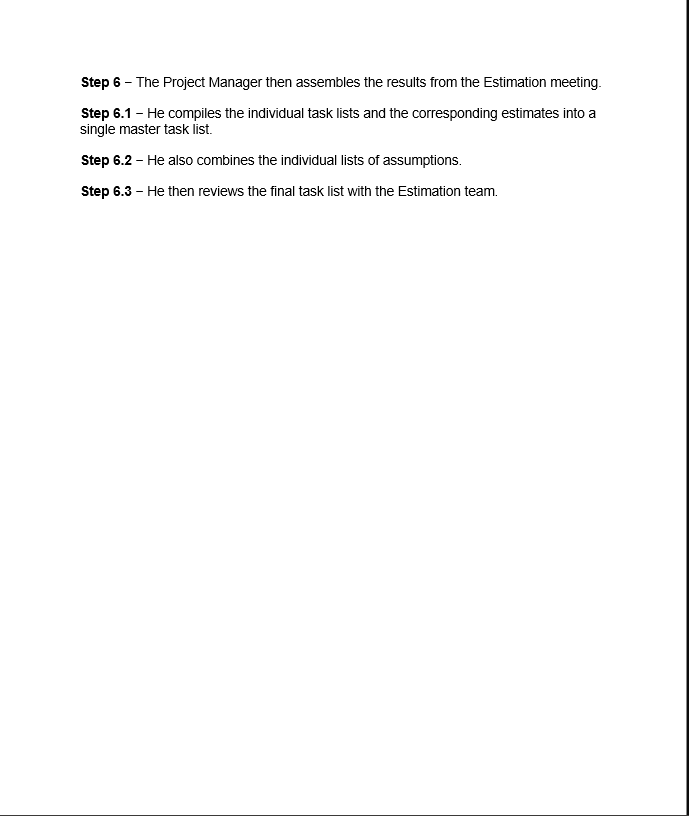 Step 6 − The Project Manager then assembles the results from the Estimation meeting.
Step 6.1 − He compiles the individual task lists and the corresponding estimates into a
single master task list.
Step 6.2 − He also combines the individual lists of assumptions.
Step 6.3 − He then reviews the final task list with the Estimation team.